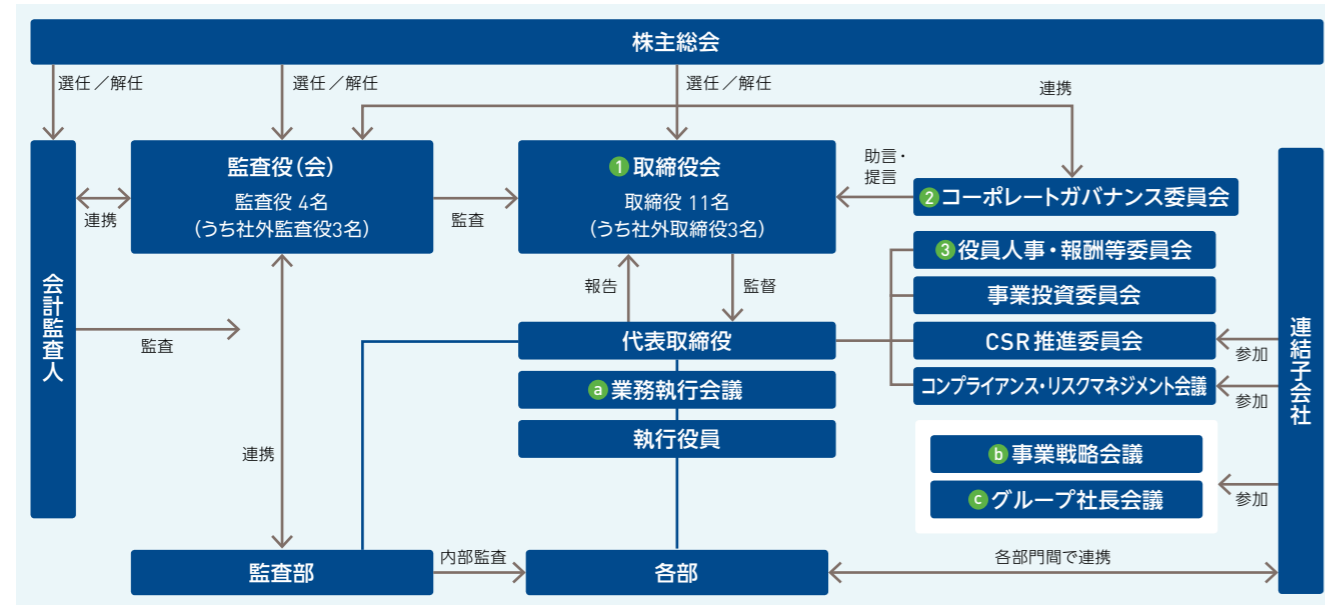 株主総会
選任／解任
選任／解任
選任／解任
連携
監査役（会）
監査役 4名
（うち社外監査役3名）
1 取締役会
取締役 11名
（うち社外取締役3名）
助言・
提言
2 コーポレートガバナンス委員会
連携
監査
会計監査人
監査
報告
監督
3 役員人事・報酬等委員会
事業投資委員会
CSR推進委員会
コンプライアンス・リスクマネジメント会議
参加
参加
連結子会社
代表取締役
a 業務執行会議
執行役員
b 事業戦略会議
c グループ社長会議
参加
連携
監査部
内部監査
各部
各部門間で連携